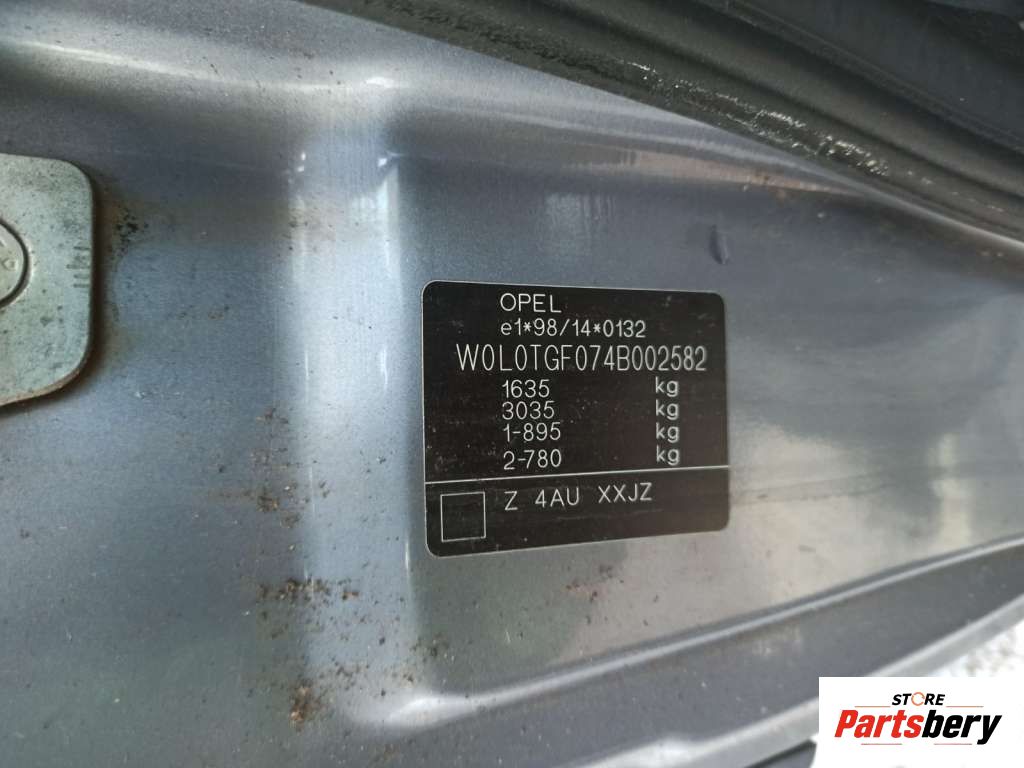 OPEL
e1*98/14*0132
W0L0TGF074B002582
1635 kg
3035 kg
1-895 kg
2-780 kg
Z 4AU XXJZ
STORE
Partsbery